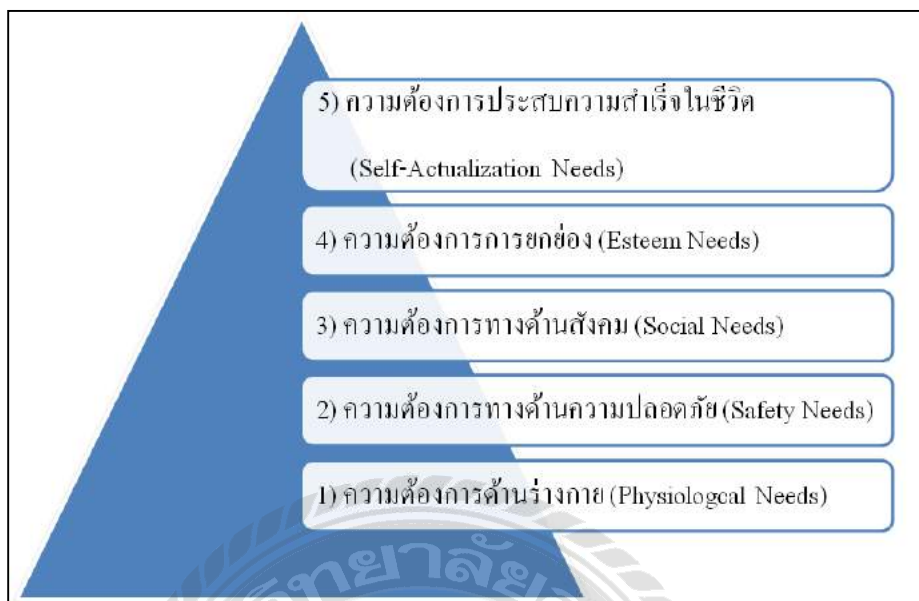 5) ความต้องการประสบความสำเร็จในชีวิต
(Self-Actualization Needs)
4) ความต้องการการยกย่อง (Esteem Needs)
3) ความต้องการทางด้านสังคม (Social Needs)
2) ความต้องการทางด้านความปลอดภัย (Safety Needs)
1) ความต้องการด้านร่างกาย (Physiologcal Needs)